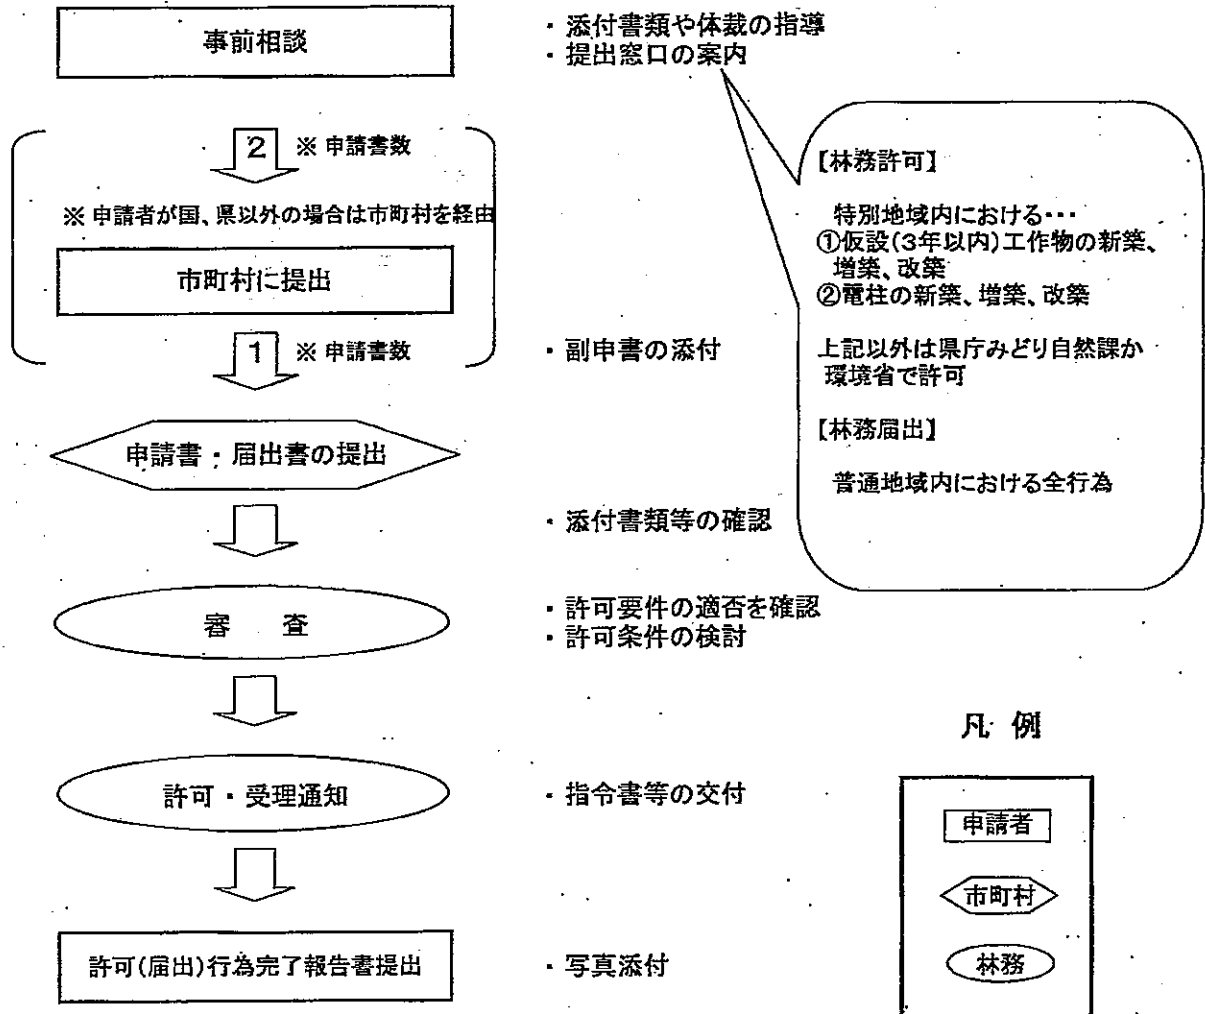 事前相談
・添付書類や体裁の指導
・提出窓口の案内
2 ※ 申請書数
※ 申請者が国、県以外の場合は市町村を経由
市町村に提出
1 ※ 申請書数
・副申書の添付
【林務許可】
特別地域内における・・・
①仮設(3年以内)工作物の新築、
増築、改築
②電柱の新築、増築、改築
上記以外は県庁みどり自然課か
環境省で許可
【林務届出】
普通地域内における全行為
申請書・届出書の提出
・添付書類等の確認
審 査
・許可要件の適否を確認
・許可条件の検討
許可・受理通知
・指令書等の交付
許可(届出)行為完了報告書提出
・写真添付
凡 例
申請者
市町村
林務